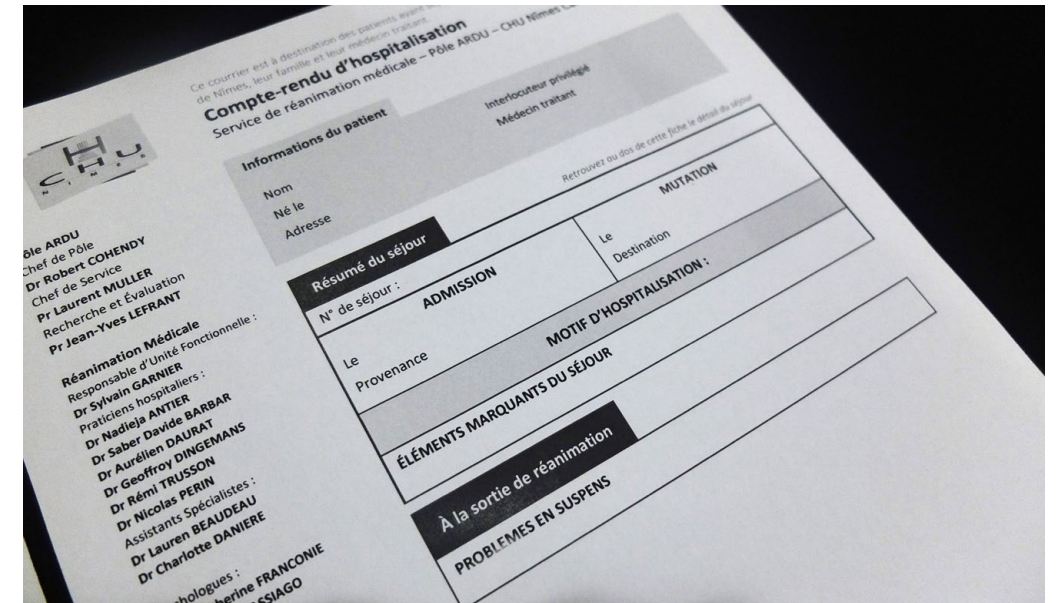 Ce courrier est à destination des patients avant
de Nîmes, leur famille et leur médecin traitant.
Compte-rendu d'hospitalisation
Service de réanimation médicale – Pôle ARDU – CHU Nîmes
CHU
NÎMES
Informations du patient
Nom
Né le
Adresse
Interlocuteur privilégié
Médecin traitant
Retrouvez au dos de cette fiche le détail du séjour
Résumé du séjour
N° de séjour :
ADMISSION
Le
Provenance
MUTATION
Le
Destination
MOTIF D'HOSPITALISATION :
ÉLÉMENTS MARQUANTS DU SÉJOUR
À la sortie de réanimation
PROBLEMES EN SUSPENS
ôle ARDU
Chef de Pôle
Dr Robert COHENDY
Chef de Service
Pr Laurent MULLER
Recherche et Évaluation
Pr Jean-Yves LEFRANT
Réanimation Médicale
Responsable d'Unité Fonctionnelle :
Dr Sylvain GARNIER
Praticiens hospitaliers :
Dr Nadieja ANTIER
Dr Saber Davide BARBAR
Dr Aurélien DAURAT
Dr Geoffroy DINGEMANS
Dr Rémi TRUSSON
Dr Nicolas PERIN
Assistants Spécialistes :
Dr Lauren BEAUDEAU
Dr Charlotte DANIERE
hologues :
herine FRANCONIE
ASSIAGO